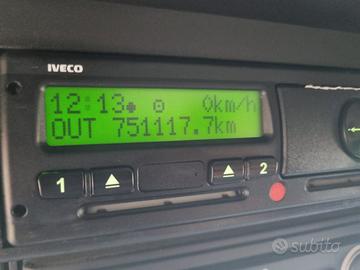 IVECO
12:13 0km/h
OUT 751117.7km
1 2
subito